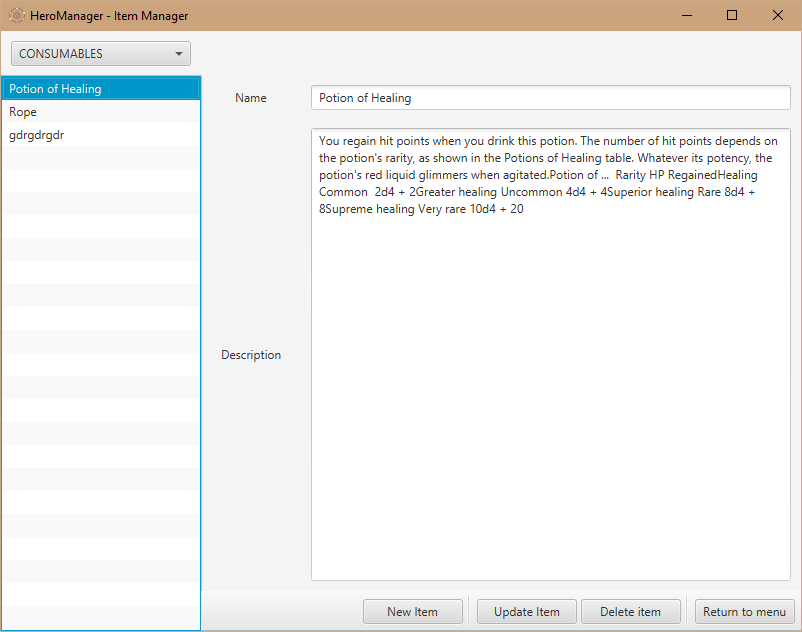 HeroManager - Item Manager
CONSUMABLES
Potion of Healing
Rope
gdrgdrgdr
Name
Potion of Healing
Description
You regain hit points when you drink this potion. The number of hit points depends on
the potion's rarity, as shown in the Potions of Healing table. Whatever its potency, the
potion's red liquid glimmers when agitated.Potion of ...  Rarity HP RegainedHealing
Common  2d4 + 2Greater healing Uncommon 4d4 + 4Superior healing Rare 8d4 +
8Supreme healing Very rare 10d4 + 20
New Item
Update Item
Delete item
Return to menu